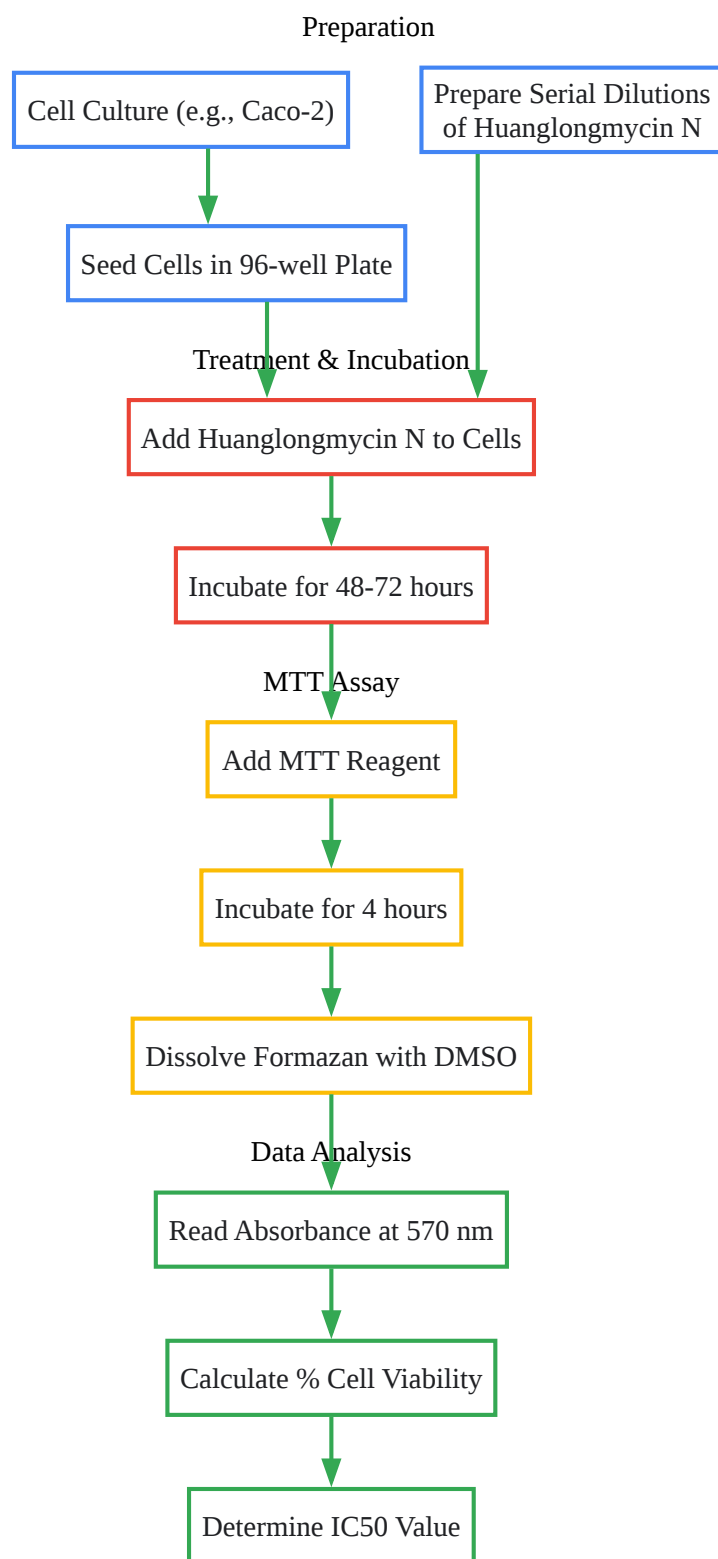 Preparation
Cell Culture (e.g., Caco-2)
Prepare Serial Dilutions
of Huanglongmycin N
Seed Cells in 96-well Plate
Treatment & Incubation
Add Huanglongmycin N to Cells
Incubate for 48-72 hours
MTT Assay
Add MTT Reagent
Incubate for 4 hours
Dissolve Formazan with DMSO
Data Analysis
Read Absorbance at 570 nm
Calculate % Cell Viability
Determine IC50 Value